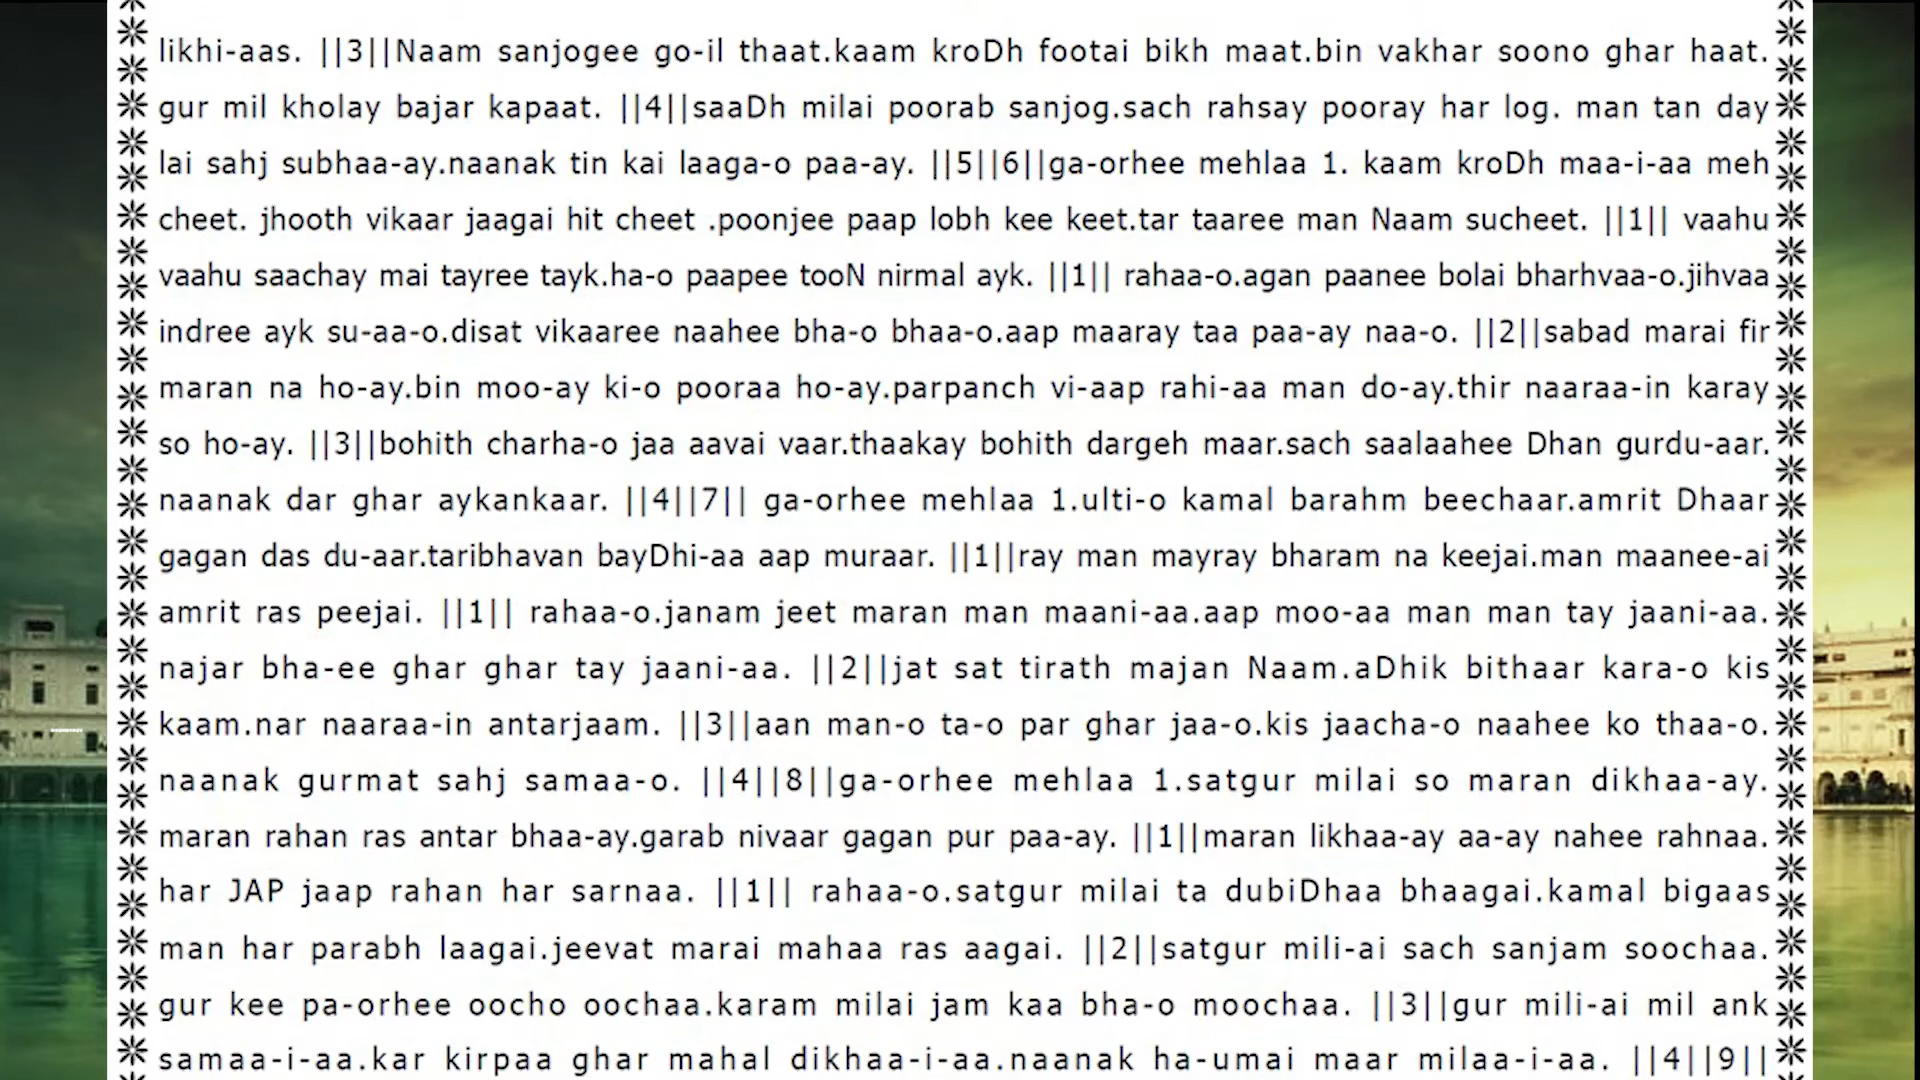 likhi-aas. ||3||Naam sanjogee go-il thaat.kaam kroDh footai bikh maat.bin vakhar soono ghar haat.
gur mil kholay bajar kapaat. ||4||saaDh milai poorab sanjog.sach rahsay pooray har log. man tan day
lai sahj subhaa-ay.naanak tin kai laaga-o paa-ay. ||5||6||ga-orhee mehlaa 1. kaam kroDh maa-i-aa meh
cheet. jhooth vikaar jaagai hit cheet .poonjee paap lobh kee keet.tar taaree man Naam sucheet. ||1|| vaahu
vaahu saachay mai tayree tayk.ha-o paapee tooN nirmal ayk. ||1|| rahaa-o.agan paanee bolai bharhvaa-o.jihvaa
indree ayk su-aa-o.disat vikaaree naahee bha-o bhaa-o.aap maaray taa paa-ay naa-o. ||2||sabad marai fir
maran na ho-ay.bin moo-ay ki-o pooraa ho-ay.parpanch vi-aap rahi-aa man do-ay.thir naaraa-in karay
so ho-ay. ||3||bohith charha-o jaa aavai vaar.thaakay bohith dargeh maar.sach saalaahee Dhan gurdu-aar.
naanak dar ghar aykankaar. ||4||7|| ga-orhee mehlaa 1.ulti-o kamal barahm beechaar.amrit Dhaar
gagan das du-aar.taribhavan bayDhi-aa aap muraar. ||1||ray man mayray bharam na keejai.man maanee-ai
amrit ras peejai. ||1|| rahaa-o.janam jeet maran man maani-aa.aap moo-aa man man tay jaani-aa.
najar bha-ee ghar ghar tay jaani-aa. ||2||jat sat tirath majan Naam.aDhik bithaar kara-o kis
kaam.nar naaraa-in antarjaam. ||3||aan man-o ta-o par ghar jaa-o.kis jaacha-o naahee ko thaa-o.
naanak gurmat sahj samaa-o. ||4||8||ga-orhee mehlaa 1.satgur milai so maran dikhaa-ay.
maran rahan ras antar bhaa-ay.garab nivaar gagan pur paa-ay. ||1||maran likhaa-ay aa-ay nahee rahnaa.
har JAP jaap rahan har sarnaa. ||1|| rahaa-o.satgur milai ta dubiDhaa bhaagai.kamal bigaas
man har parabh laagai.jeevat marai mahaa ras aagai. ||2||satgur mili-ai sach sanjam soochaa.
gur kee pa-orhee oocho oochaa.karam milai jam kaa bha-o moochaa. ||3||gur mili-ai mil ank
samaa-i-aa.kar kirpaa ghar mahal dikhaa-i-aa.naanak ha-umai maar milaa-i-aa. ||4||9||